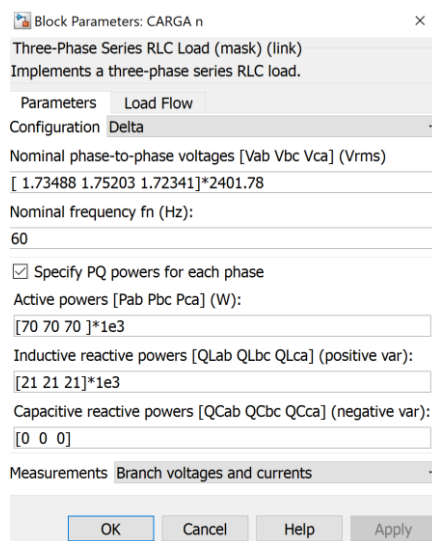 Block Parameters: CARGA n
Three-Phase Series RLC Load (mask) (link)
Implements a three-phase series RLC load.
Parameters Load Flow
Configuration Delta
Nominal phase-to-phase voltages [Vab Vbc Vca] (Vrms)
[ 1.73488 1.75203 1.72341]*2401.78
Nominal frequency fn (Hz):
60
Specify PQ powers for each phase
Active powers [Pab Pbc Pca] (W):
[70 70 70 ]*1e3
Inductive reactive powers [QLab QLbc QLca] (positive var):
[21 21 21]*1e3
Capacitive reactive powers [QCab QCbc QCca] (negative var):
[0 0 0]
Measurements Branch voltages and currents
OK Cancel Help Apply